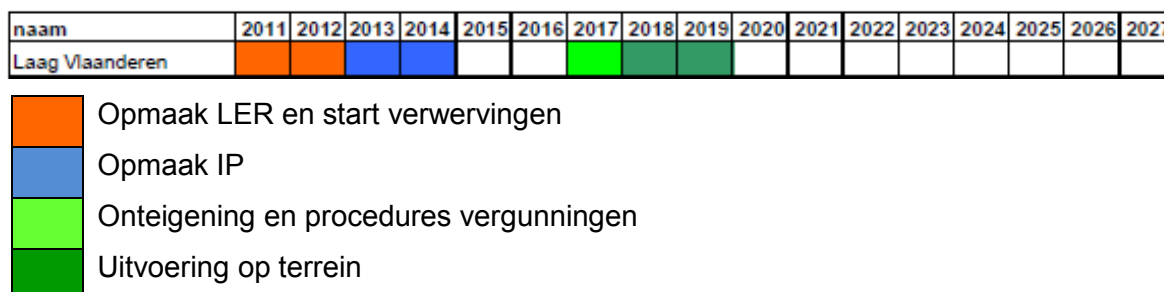 naam 2011 2012 2013 2014 2015 2016 2017 2018 2019 2020 2021 2022 2023 2024 2025 2026 2027
Laag Vlaanderen
Opmaak LER en start verwervingen
Opmaak IP
Onteigening en procedures vergunningen
Uitvoering op terrein